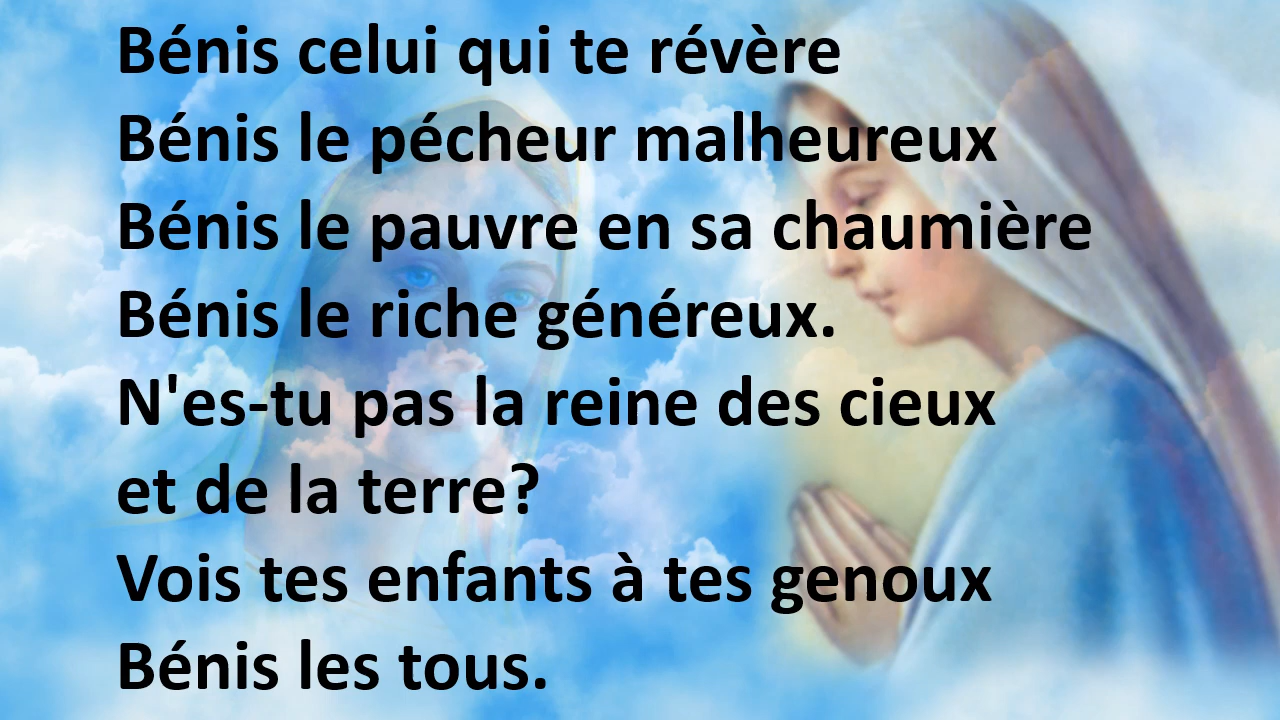 Bénis celui qui te révère
Bénis le pécheur malheureux
Bénis le pauvre en sa chaumière
Bénis le riche généreux.
N'es-tu pas la reine des cieux
et de la terre?
Vois tes enfants à tes genoux
Bénis les tous.